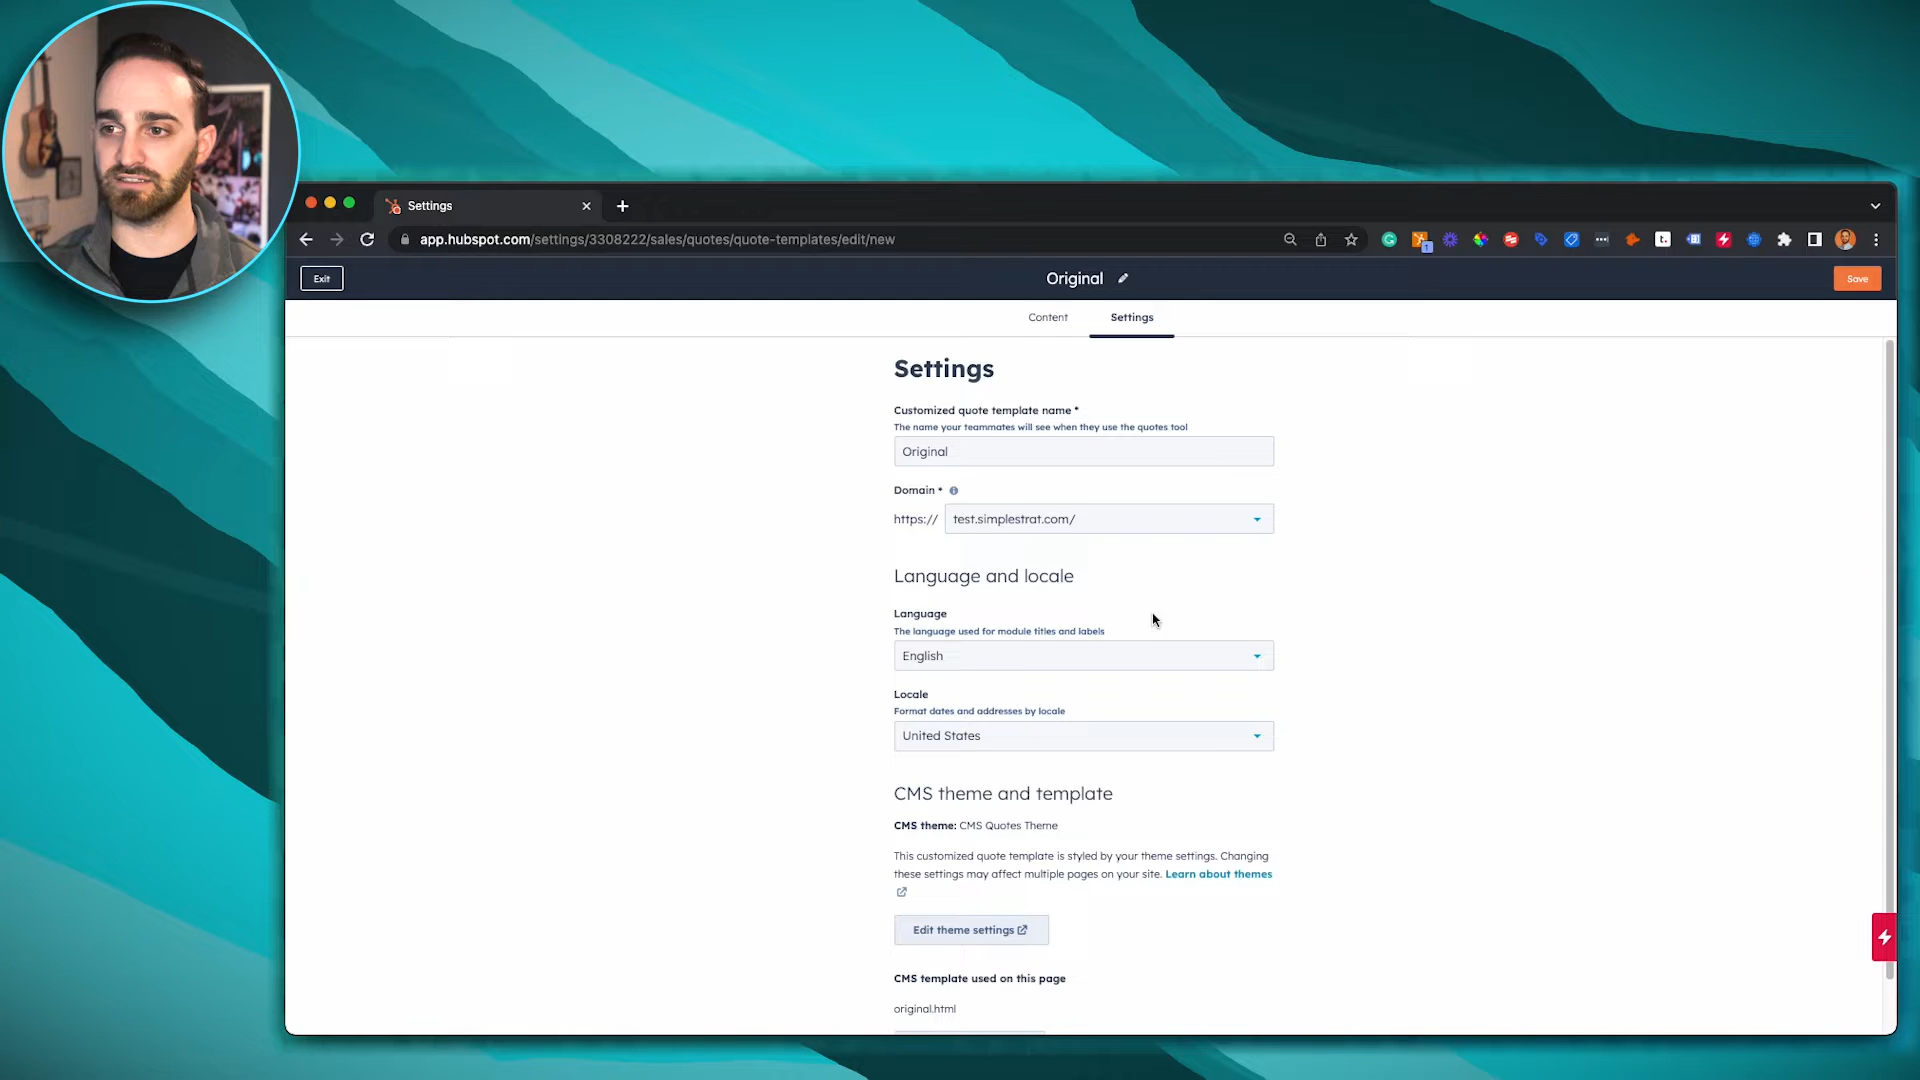 Settings
app.hubspot.com/settings/3308222/sales/quotes/quote-templates/edit/new
1
t.
Exit
Original
Save
Content
Settings
Settings
Customized quote template name *
The name your teammates will see when they use the quotes tool
Original
Domain *
https://
test.simplestrat.com/
Language and locale
Language
The language used for module titles and labels
English
Locale
Format dates and addresses by locale
United States
CMS theme and template
CMS theme: CMS Quotes Theme
This customized quote template is styled by your theme settings. Changing
these settings may affect multiple pages on your site. Learn about themes
Edit theme settings
CMS template used on this page
original.html